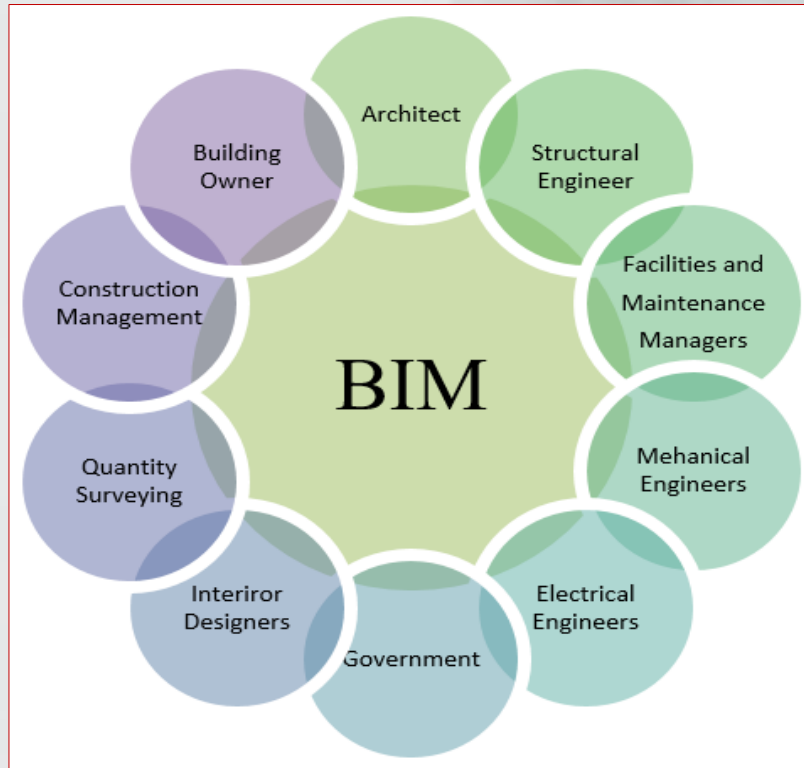 Architect
Structural
Engineer
Facilities and
Maintenance
Managers
Mehanical
Engineers
Electrical
Engineers
Government
Interiror
Designers
Quantity
Surveying
Construction
Management
Building
Owner
BIM